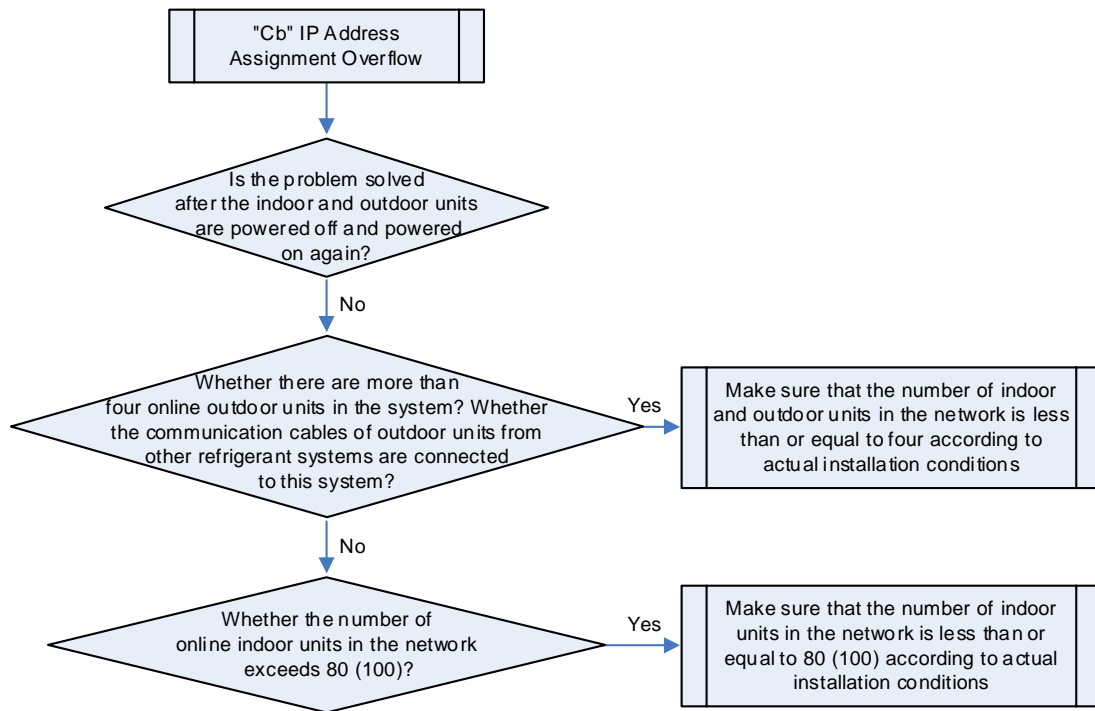 "Cb" IP Address
Assignment Overflow
Is the problem solved
after the indoor and outdoor units
are powered off and powered
on again?
No
Whether there are more than
four online outdoor units in the system? Whether
the communication cables of outdoor units from
other refrigerant systems are connected
to this system?
Yes
Make sure that the number of indoor
and outdoor units in the network is less
than or equal to four according to
actual installation conditions
No
Whether the number of
online indoor units in the network
exceeds 80 (100)?
Yes
Make sure that the number of indoor
units in the network is less than or
equal to 80 (100) according to actual
installation conditions